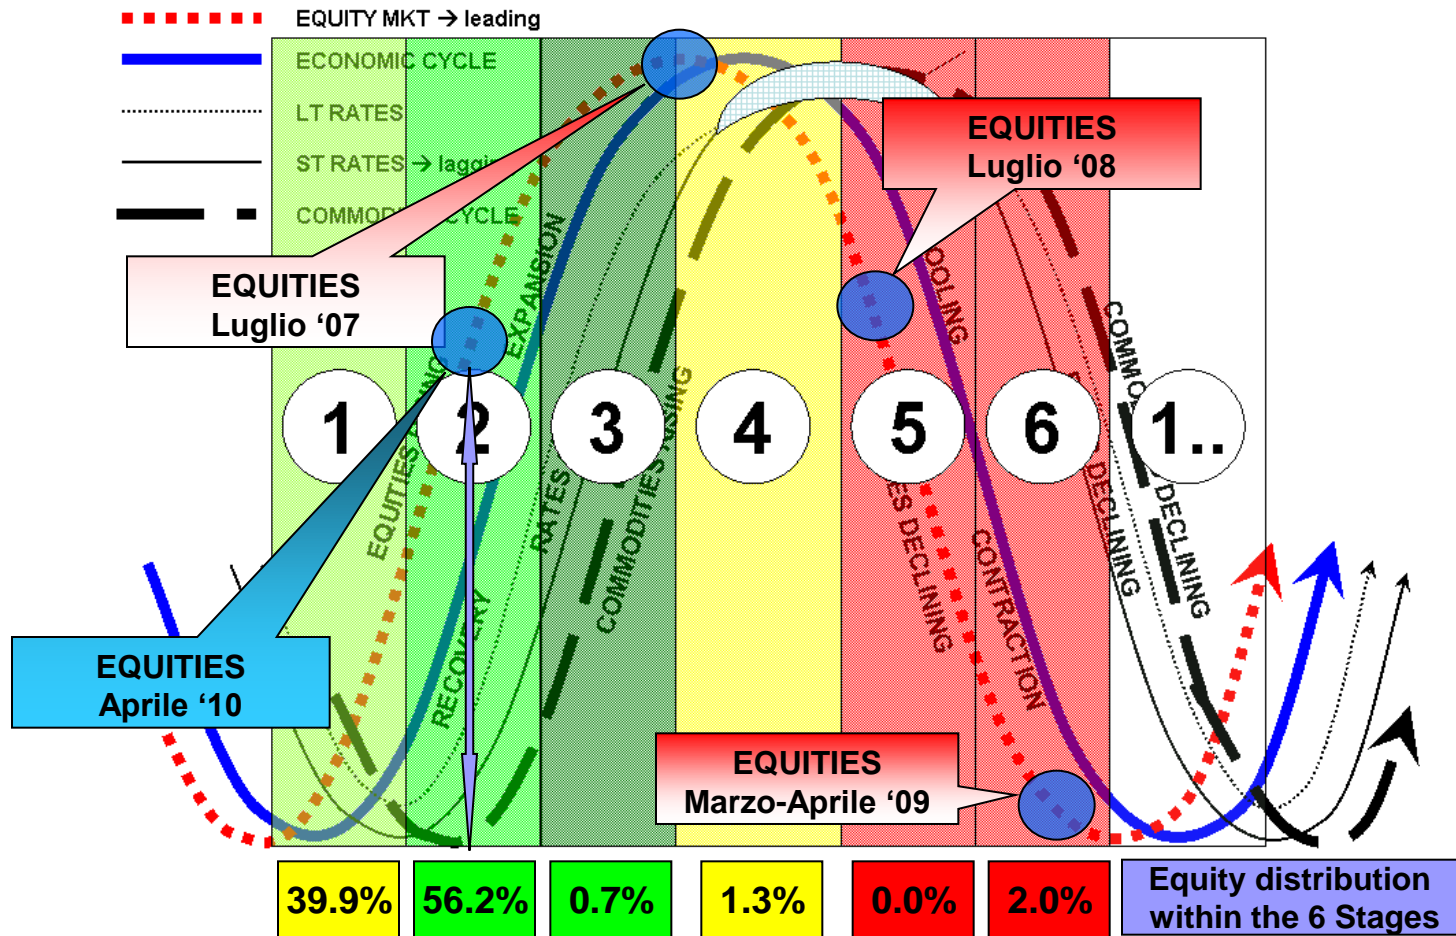 EQUITY MKT → leading
ECONOMIC CYCLE
LT RATES
ST RATES → lagging
CYCLE
EQUITIES
Luglio ‘07
EQUITIES
Luglio ‘08
EXPANSION
COMMODITIES RISING
RATES
RECOVERY
EQUITIES
DECLINING
CONTRACTION
DECLINING
DECLINING
1
2
3
4
5
6
1..
EQUITIES
Aprile ‘10
EQUITIES
Marzo-Aprile ‘09
39.9%
56.2%
0.7%
1.3%
0.0%
2.0%
Equity distribution
within the 6 Stages